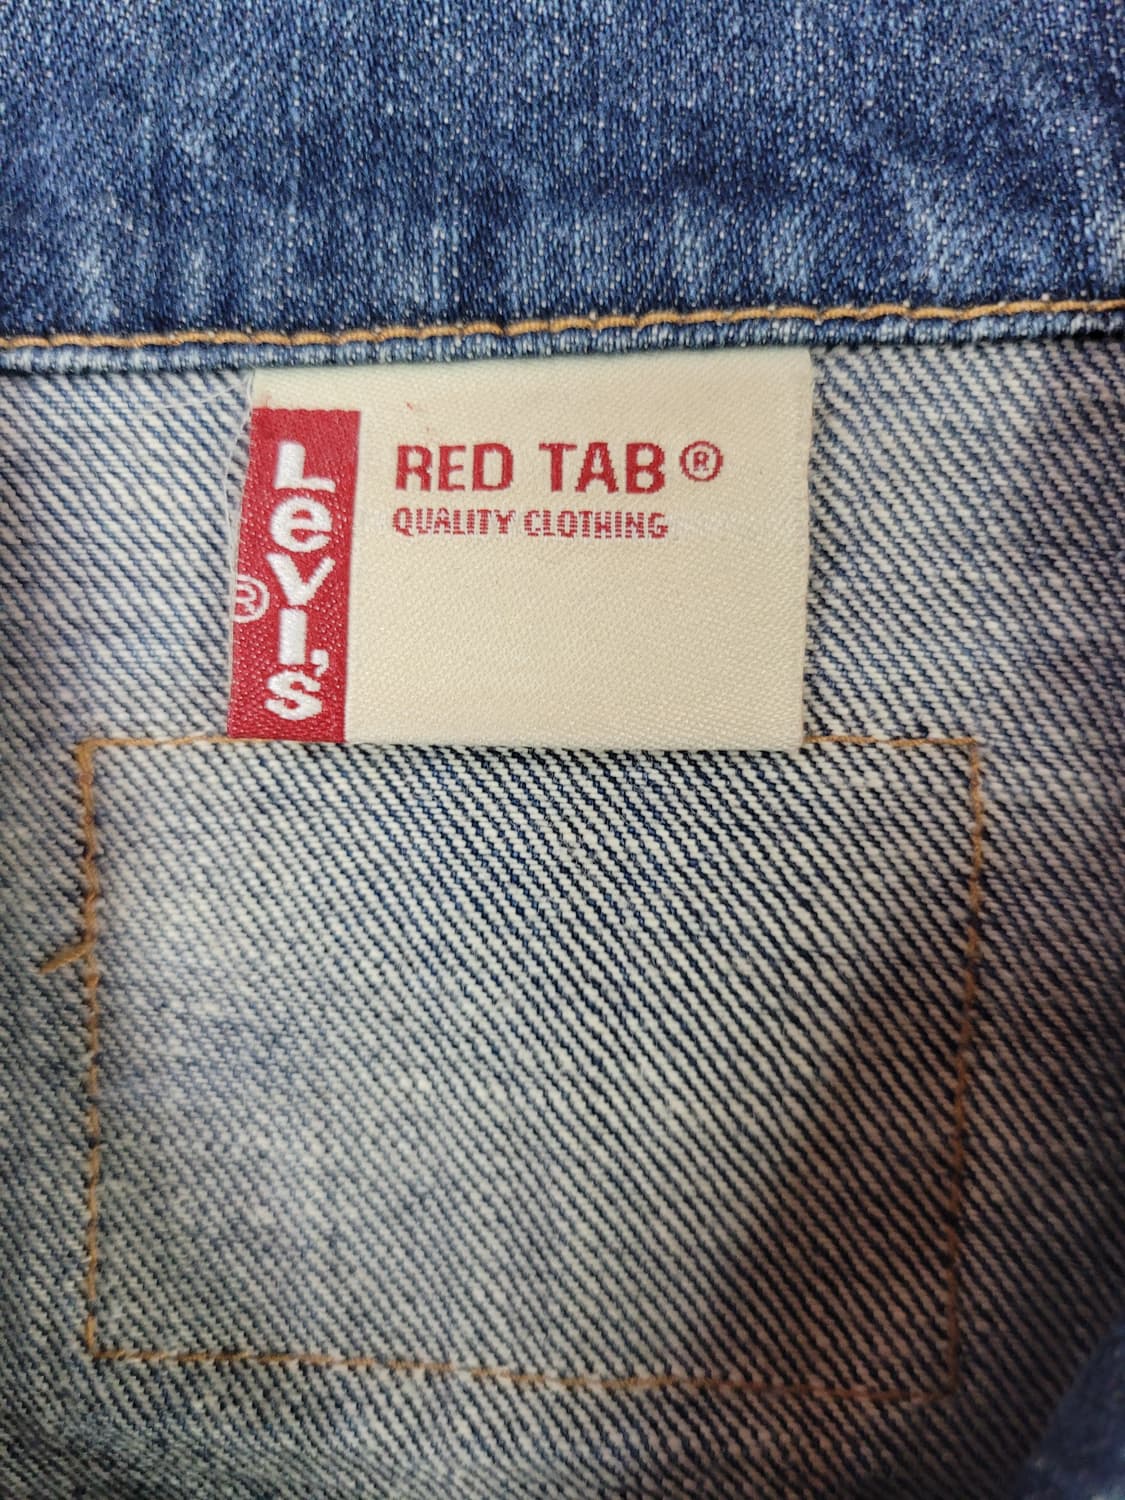 Levi's®
RED TAB®
QUALITY CLOTHING